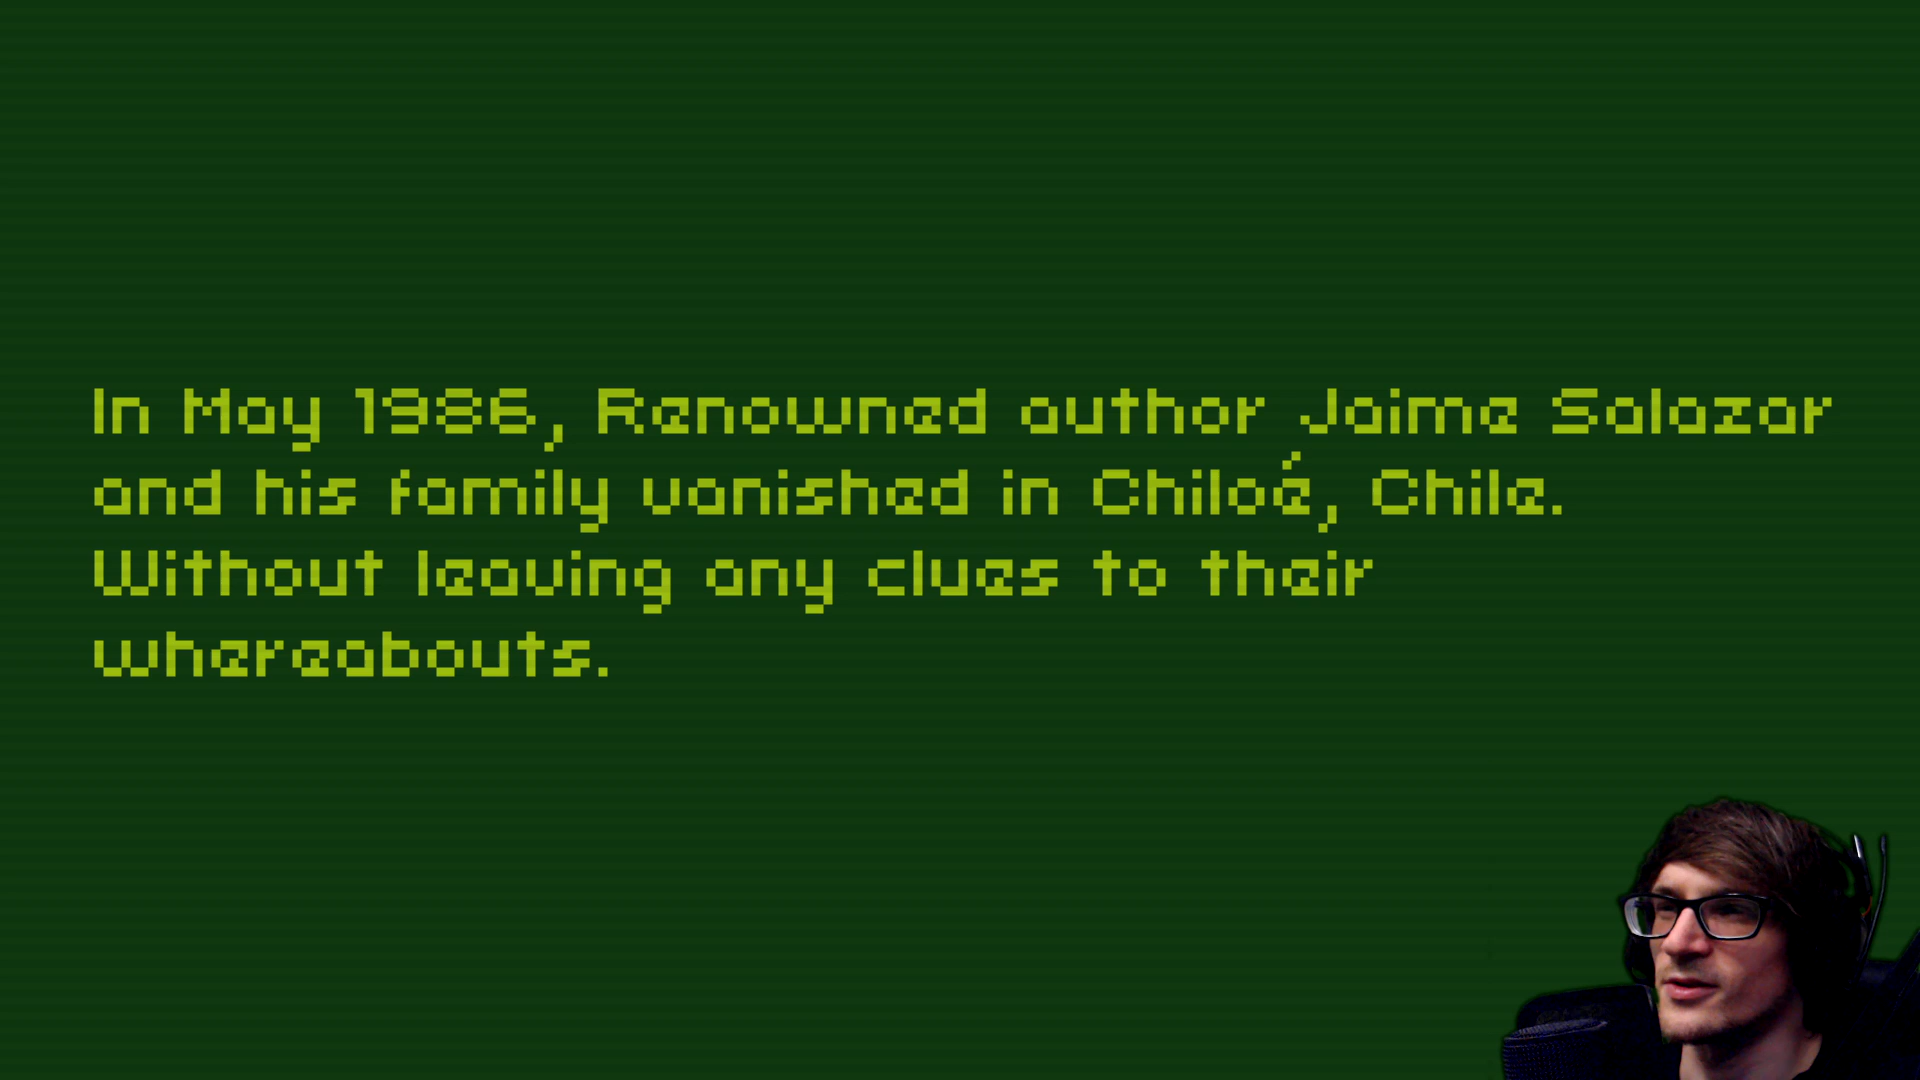 In May 1986, Renowned author Jaime Salazar
and his family vanished in Chiloé, Chile.
Without leaving any clues to their
whereabouts.